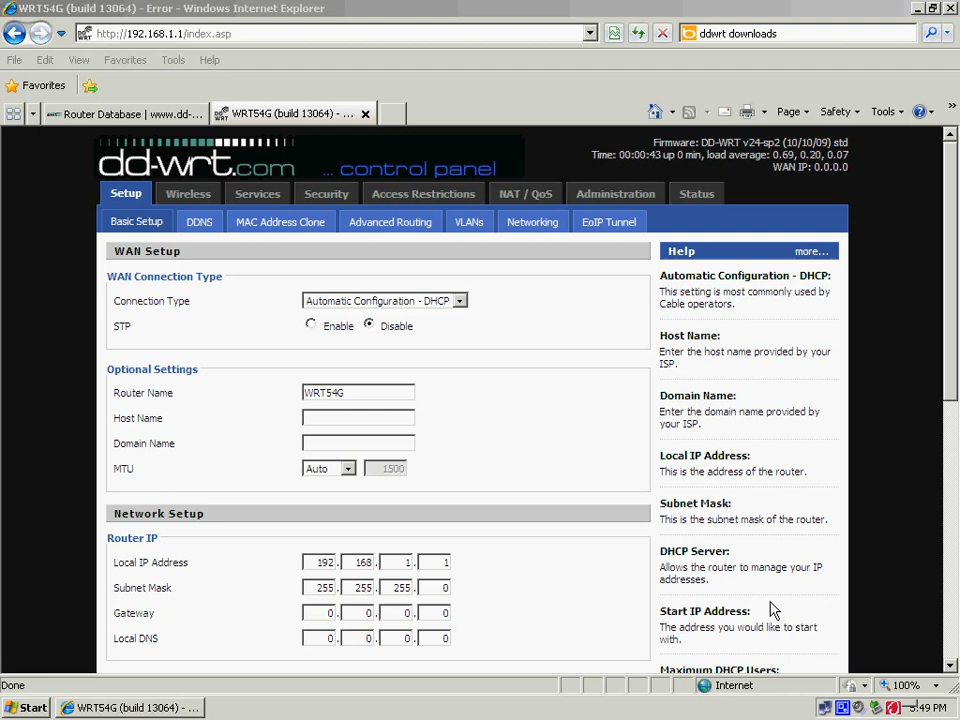 WRT54G (build 13064) - Error - Windows Internet Explorer
http://192.168.1.1/index.asp
ddwrt downloads
File Edit View Favorites Tools Help
Favorites
Router Database | www.dd-... WRT54G (build 13064) - ... Page Safety Tools
dd-wrt.com ... control panel
Firmware: DD-WRT v24-sp2 (10/10/09) std
Time: 00:00:43 up 0 min, load average: 0.69, 0.20, 0.07
WAN IP: 0.0.0.0
Setup Wireless Services Security Access Restrictions NAT / QoS Administration Status
Basic Setup DDNS MAC Address Clone Advanced Routing VLANs Networking EoIP Tunnel
WAN Setup
WAN Connection Type
Connection Type Automatic Configuration - DHCP
STP Enable Disable
Optional Settings
Router Name WRT54G
Host Name
Domain Name
MTU Auto 1500
Network Setup
Router IP
Local IP Address 192. 168. 1. 1
Subnet Mask 255. 255. 255. 0
Gateway 0. 0. 0. 0
Local DNS 0. 0. 0. 0
Help more...
Automatic Configuration - DHCP:
This setting is most commonly used by
Cable operators.
Host Name:
Enter the host name provided by your
ISP.
Domain Name:
Enter the domain name provided by
your ISP.
Local IP Address:
This is the address of the router.
Subnet Mask:
This is the subnet mask of the router.
DHCP Server:
Allows the router to manage your IP
addresses.
Start IP Address:
The address you would like to start
with.
Maximum DHCP Users:
Done Internet 100%
Start WRT54G (build 13064) - ... 5:49 PM